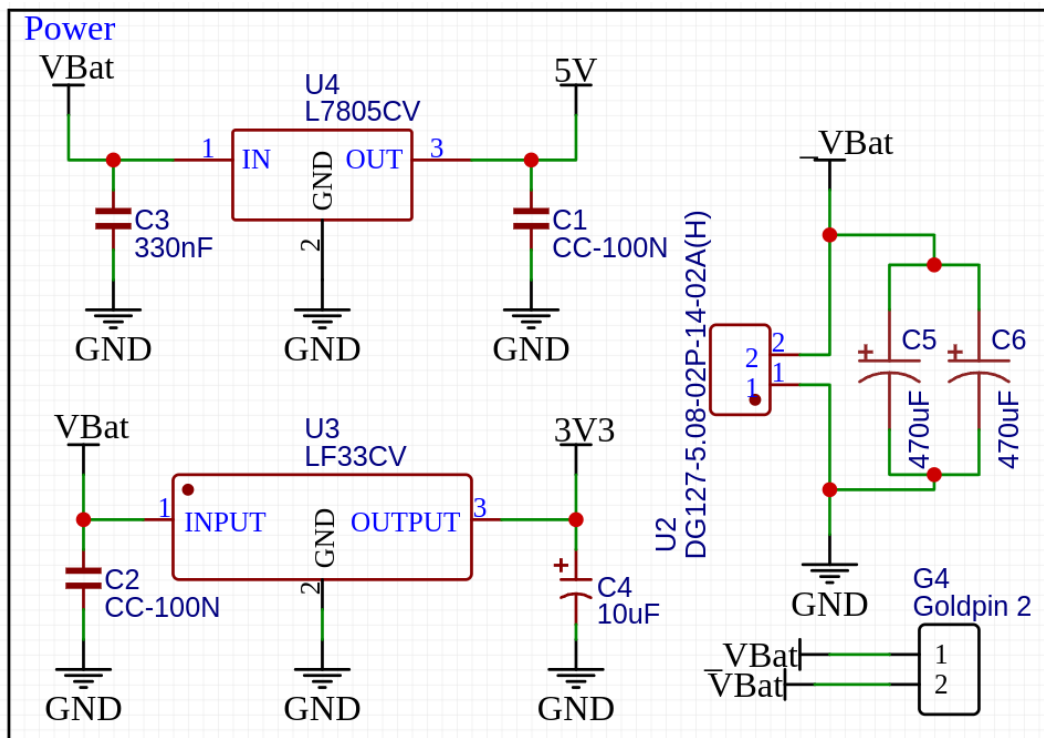 Power
VBat
U4
L7805CV
5V
1 IN GND OUT 3
2
C3
330nF
C1
CC-100N
GND
GND
GND
VBat
U3
LF33CV
3V3
1 INPUT GND OUTPUT 3
2
C2
CC-100N
C4
10uF
GND
GND
GND
_VBat
U2
DG127-5.08-02P-14-02A(H)
2 2
1 1
C5
470uF
C6
470uF
GND
G4
Goldpin 2
VBat 1
_VBat 2